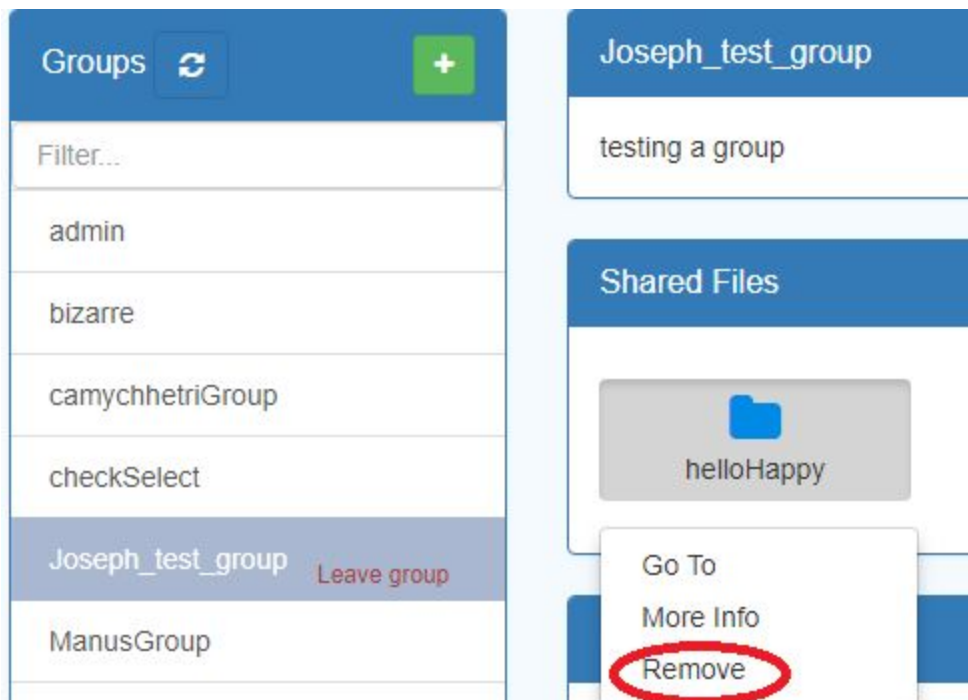 Groups
Filter...
admin
bizarre
camychhetriGroup
checkSelect
Joseph_test_group
Leave group
ManusGroup
Joseph_test_group
testing a group
Shared Files
helloHappy
Go To
More Info
Remove